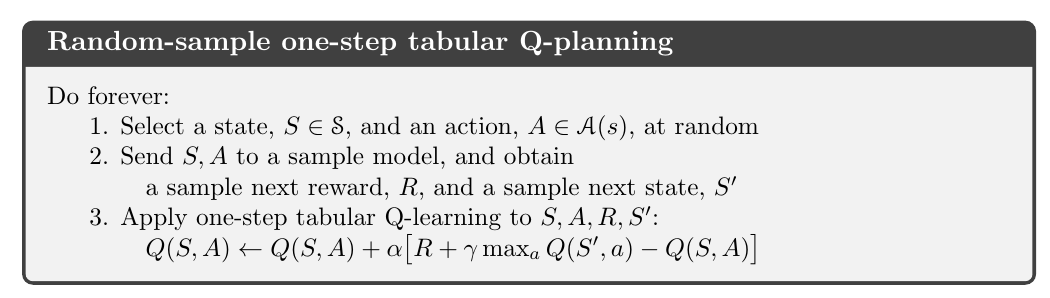 Random-sample one-step tabular Q-planning
Do forever:
1. Select a state, S ∈ 𝒮, and an action, A ∈ 𝒜(s), at random
2. Send S, A to a sample model, and obtain
a sample next reward, R, and a sample next state, S′
3. Apply one-step tabular Q-learning to S, A, R, S′:
Q(S, A) ← Q(S, A) + α[R + γ maxₐ Q(S′, a) − Q(S, A)]